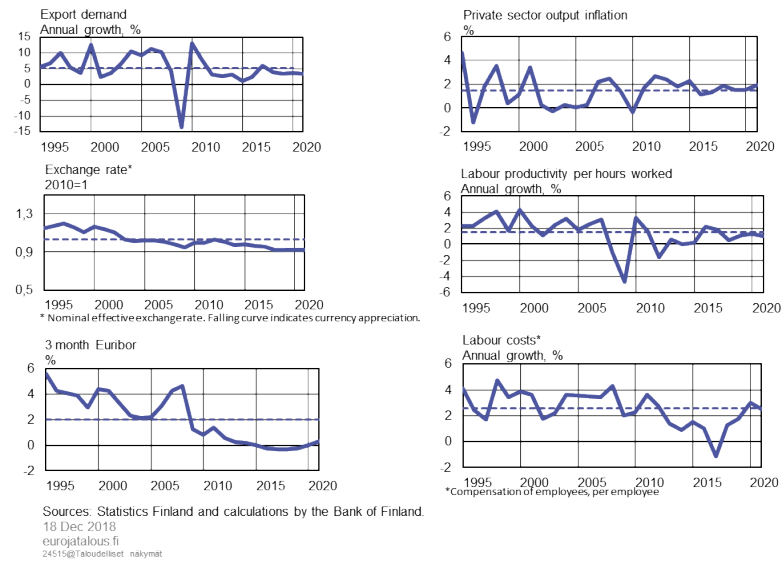 Export demand
Annual growth, %
15
10
5
0
-5
-10
-15
1995 2000 2005 2010 2015 2020
Exchange rate*
2010=1
1,3
0,9
0,5
1995 2000 2005 2010 2015 2020
* Nominal effective exchange rate. Falling curve indicates currency appreciation.
3 month Euribor
%
6
4
2
0
-2
1995 2000 2005 2010 2015 2020
Private sector output inflation
%
6
4
2
0
-2
1995 2000 2005 2010 2015 2020
Labour productivity per hours worked
Annual growth, %
6
4
2
0
-2
-4
-6
1995 2000 2005 2010 2015 2020
Labour costs*
Annual growth, %
6
4
2
0
-2
1995 2000 2005 2010 2015 2020
*Compensation of employees, per employee
Sources: Statistics Finland and calculations by the Bank of Finland.
18 Dec 2018
eurojatalous.fi
24515@Taloudelliset näkymät